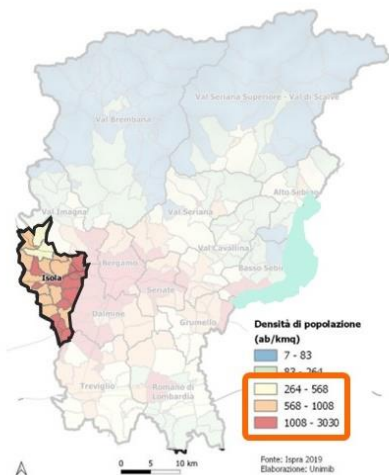 Val Seriana Superiore - Val di Scalve
Val Brembana
Alto Sebino
Val Imagna
Val Seriana
Val Cavallina
Isola
Bergamo
Basso Sebino
Seriate
Dalmine
Grumello
Treviglio
Romano di
Lombardia
Densità di popolazione
(ab/kmq)
7 - 83
83 - 264
264 - 568
568 - 1008
1008 - 3030
0 5 10 km
Fonte: Ispra 2019
Elaborazione: Unimib